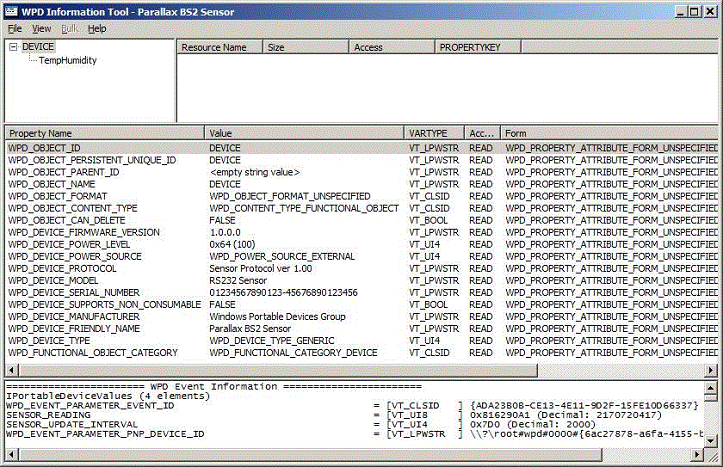 WPD Information Tool - Parallax BS2 Sensor
File View Bulk Help
DEVICE
TempHumidity
Resource Name Size Access PROPERTYKEY
Property Name Value VARTYPE Acc... Form
WPD_OBJECT_ID DEVICE VT_LPWSTR READ WPD_PROPERTY_ATTRIBUTE_FORM_UNSPECIFIED
WPD_OBJECT_PERSISTENT_UNIQUE_ID DEVICE VT_LPWSTR READ WPD_PROPERTY_ATTRIBUTE_FORM_UNSPECIFIED
WPD_OBJECT_PARENT_ID <empty string value> VT_LPWSTR READ WPD_PROPERTY_ATTRIBUTE_FORM_UNSPECIFIED
WPD_OBJECT_NAME DEVICE VT_LPWSTR READ WPD_PROPERTY_ATTRIBUTE_FORM_UNSPECIFIED
WPD_OBJECT_FORMAT WPD_OBJECT_FORMAT_UNSPECIFIED VT_CLSID READ WPD_PROPERTY_ATTRIBUTE_FORM_UNSPECIFIED
WPD_OBJECT_CONTENT_TYPE WPD_CONTENT_TYPE_FUNCTIONAL_OBJECT VT_CLSID READ WPD_PROPERTY_ATTRIBUTE_FORM_UNSPECIFIED
WPD_OBJECT_CAN_DELETE FALSE VT_BOOL READ WPD_PROPERTY_ATTRIBUTE_FORM_UNSPECIFIED
WPD_DEVICE_FIRMWARE_VERSION 1.0.0.0 VT_LPWSTR READ WPD_PROPERTY_ATTRIBUTE_FORM_UNSPECIFIED
WPD_DEVICE_POWER_LEVEL 0x64 (100) VT_UI4 READ WPD_PROPERTY_ATTRIBUTE_FORM_UNSPECIFIED
WPD_DEVICE_POWER_SOURCE WPD_POWER_SOURCE_EXTERNAL VT_UI4 READ WPD_PROPERTY_ATTRIBUTE_FORM_UNSPECIFIED
WPD_DEVICE_PROTOCOL Sensor Protocol ver 1.00 VT_LPWSTR READ WPD_PROPERTY_ATTRIBUTE_FORM_UNSPECIFIED
WPD_DEVICE_MODEL RS232 Sensor VT_LPWSTR READ WPD_PROPERTY_ATTRIBUTE_FORM_UNSPECIFIED
WPD_DEVICE_SERIAL_NUMBER 01234567890123-45676890123456 VT_LPWSTR READ WPD_PROPERTY_ATTRIBUTE_FORM_UNSPECIFIED
WPD_DEVICE_SUPPORTS_NON_CONSUMABLE FALSE VT_BOOL READ WPD_PROPERTY_ATTRIBUTE_FORM_UNSPECIFIED
WPD_DEVICE_MANUFACTURER Windows Portable Devices Group VT_LPWSTR READ WPD_PROPERTY_ATTRIBUTE_FORM_UNSPECIFIED
WPD_DEVICE_FRIENDLY_NAME Parallax BS2 Sensor VT_LPWSTR READ WPD_PROPERTY_ATTRIBUTE_FORM_UNSPECIFIED
WPD_DEVICE_TYPE WPD_DEVICE_TYPE_GENERIC VT_UI4 READ WPD_PROPERTY_ATTRIBUTE_FORM_UNSPECIFIED
WPD_FUNCTIONAL_OBJECT_CATEGORY WPD_FUNCTIONAL_CATEGORY_DEVICE VT_CLSID READ WPD_PROPERTY_ATTRIBUTE_FORM_UNSPECIFIED
======================= WPD Event Information =======================
IPortableDeviceValues (4 elements)
WPD_EVENT_PARAMETER_EVENT_ID = [VT_CLSID ] {ADA23B0B-CE13-4E11-9D2F-15FE10D66337}
SENSOR_READING = [VT_UI8 ] 0x816290A1 (Decimal: 2170720417)
SENSOR_UPDATE_INTERVAL = [VT_UI4 ] 0x7D0 (Decimal: 2000)
WPD_EVENT_PARAMETER_PNP_DEVICE_ID = [VT_LPWSTR ] \\?\root#wpd#0000#{6ac27878-a6fa-4155-b